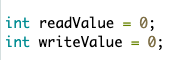 int readValue = 0;
int writeValue = 0;